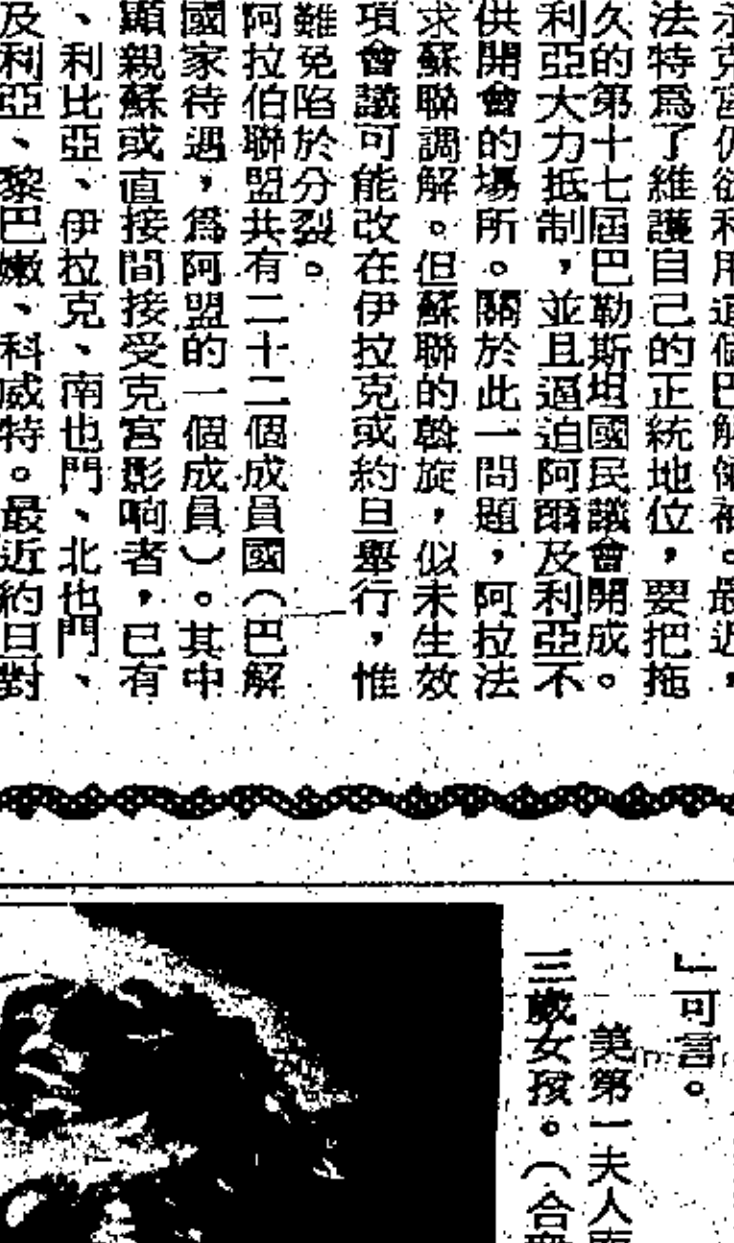 示克宮仍欲利用這個巴解領袖。最近，
法特爲了維護自己的正統地位，要把拖
久的第十七屆巴勒斯坦國民議會開成。
利亞大力抵制，並且逼迫阿爾及利亞不
供開會的場所。關於此一問題，阿拉法
求蘇聯調解。但蘇聯的斡旋，似未生效
項會議可能改在伊拉克或約旦舉行，惟
難免陷於分裂。
阿拉伯聯盟共有二十二個成員國（巴解
國家待遇，爲阿盟的一個成員）。其中
顯親蘇或直接間接受克宮影响者，已有
、利比亞、伊拉克、南也門、北也門、
及利亞、黎巴嫩、科威特。最近約旦對
」可言。
美第一夫人南
三歲女孩。（合衆